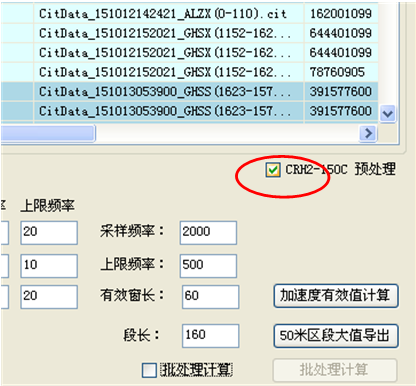 CitData_151012142421_ALZX(0-110).cit 162001099
CitData_151012152021_GHSX(1152-162... 644401099
CitData_151012152021_GHSX(1152-162... 644401099
CitData_151012152021_GHSX(1152-162... 78760905
CitData_151013053900_GHSS(1623-157... 391577600
CitData_151013053900_GHSS(1623-157... 391577600
CRH2-150C 预处理
率 上限频率
20 采样频率： 2000
10 上限频率： 500
20 有效窗长： 60 加速度有效值计算
段长： 160 50米区段大值导出
批处理计算 批处理计算